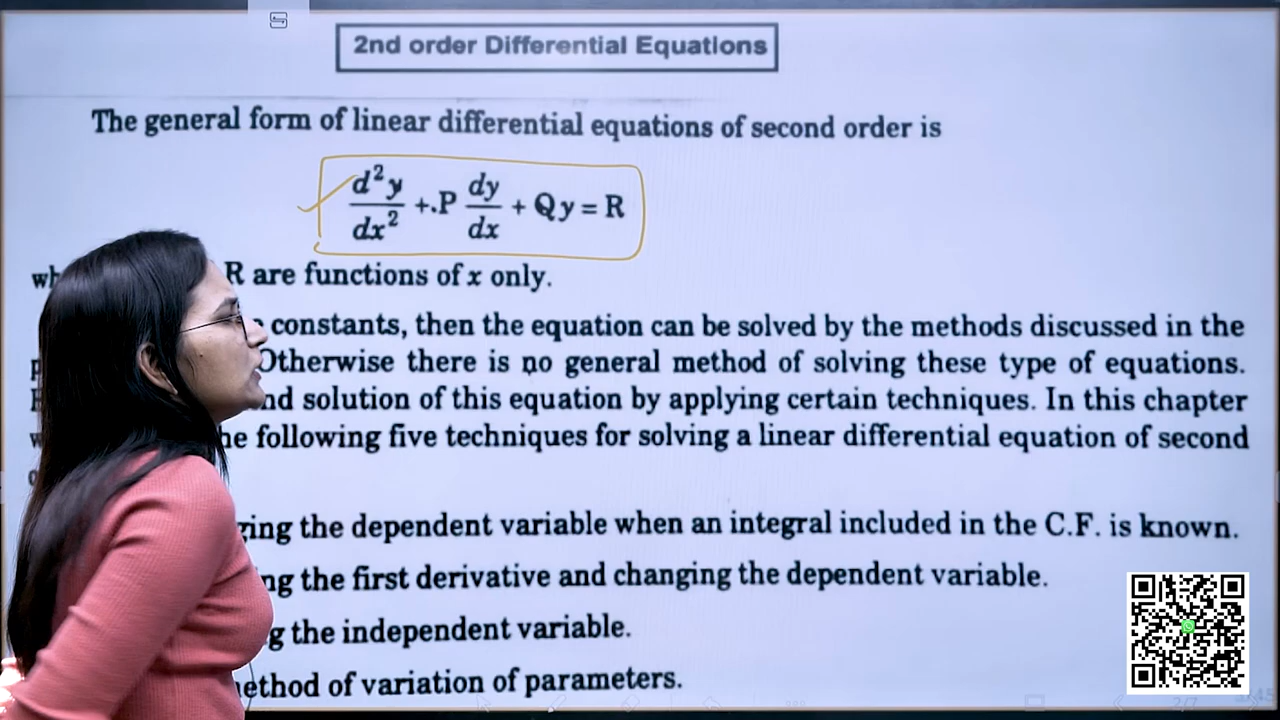 2nd order Differential Equations
The general form of linear differential equations of second order is
d²y/dx² +.P dy/dx + Qy = R
R are functions of x only.
constants, then the equation can be solved by the methods discussed in the
Otherwise there is no general method of solving these type of equations.
solution of this equation by applying certain techniques. In this chapter
following five techniques for solving a linear differential equation of second
the dependent variable when an integral included in the C.F. is known.
the first derivative and changing the dependent variable.
the independent variable.
of variation of parameters.